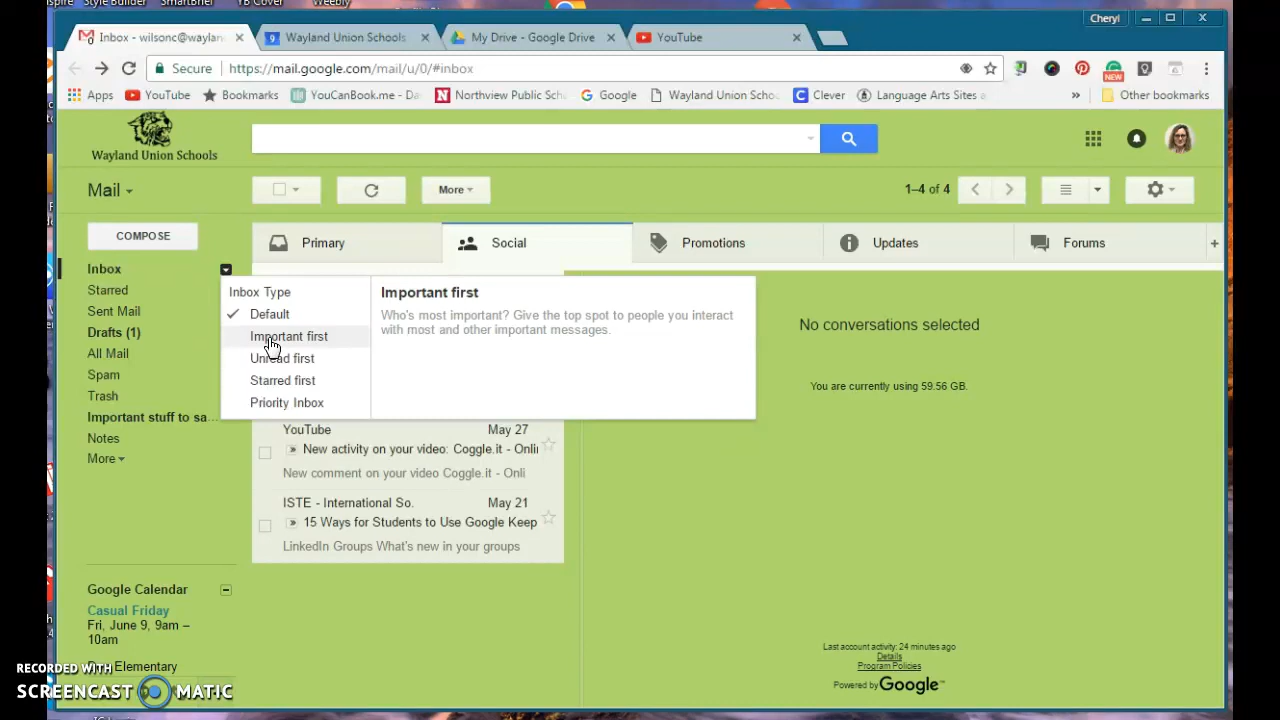 Style Builder
SmartBrief
YB Cover
Weebly
Cheryl
Inbox - wilsonc@waylan
Wayland Union Schools
My Drive - Google Drive
YouTube
Secure
https://mail.google.com/mail/u/0/#inbox
NEW
Apps
YouTube
Bookmarks
YouCanBook.me - Da
Northview Public Sch
Google
Wayland Union Scho
Clever
Language Arts Sites a
»
Other bookmarks
Wayland Union Schools
Mail
More
1–4 of 4
COMPOSE
Primary
Social
Promotions
Updates
Forums
+
Inbox
Starred
Sent Mail
Drafts (1)
All Mail
Spam
Trash
Important stuff to sa...
Notes
More
Inbox Type
Default
Important first
Unread first
Starred first
Priority Inbox
Important first
Who's most important? Give the top spot to people you interact
with most and other important messages.
No conversations selected
You are currently using 59.56 GB.
YouTube
May 27
New activity on your video: Coggle.it - Onli
New comment on your video Coggle.it - Onli
ISTE - International So.
May 21
15 Ways for Students to Use Google Keep
LinkedIn Groups What's new in your groups
Google Calendar
Casual Friday
Fri, June 9, 9am –
10am
Elementary
Last account activity: 24 minutes ago
Details
Program Policies
Powered by Google™
RECORDED WITH
SCREENCAST MATIC